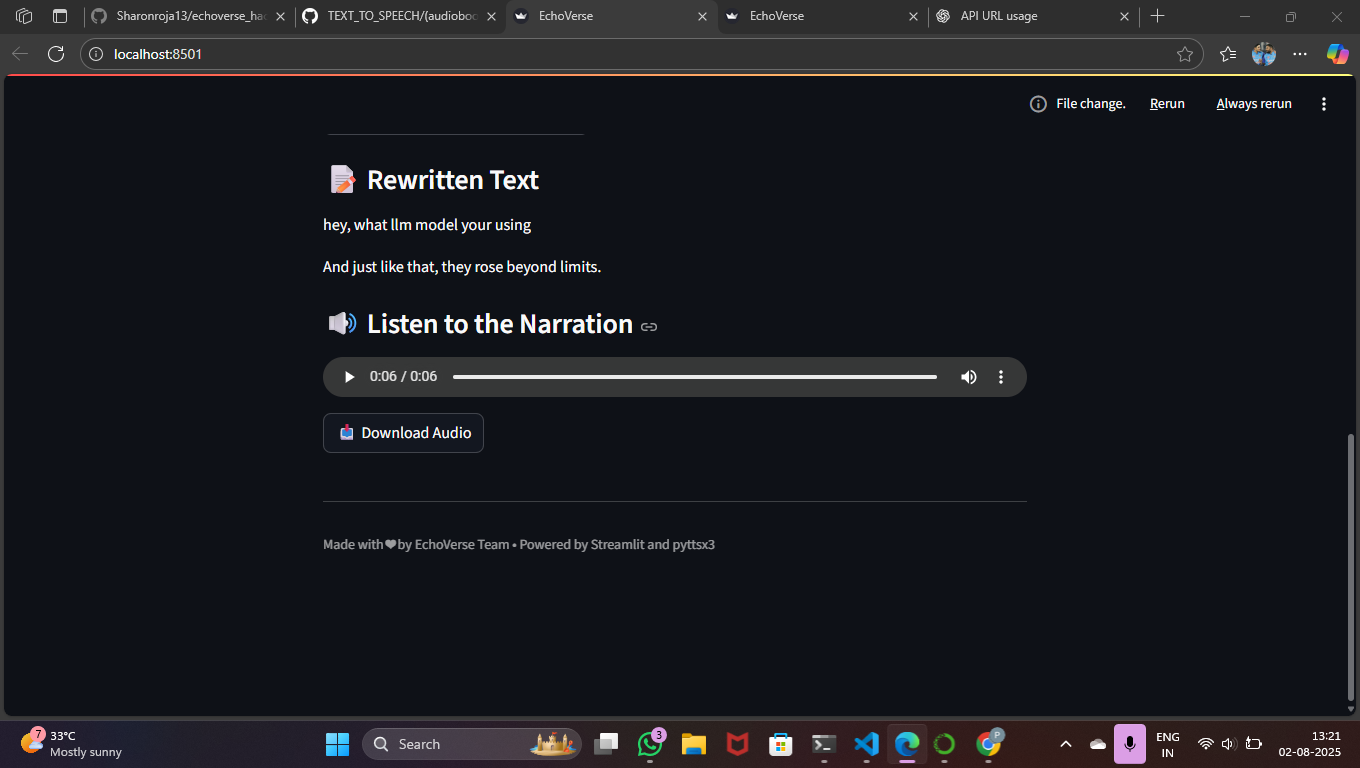 Sharonroja13/echoverse_ha
TEXT_TO_SPEECH/(audioboo
EchoVerse
EchoVerse
API URL usage
localhost:8501
File change.
Rerun
Always rerun
Rewritten Text
hey, what llm model your using
And just like that, they rose beyond limits.
Listen to the Narration
0:06 / 0:06
Download Audio
Made with❤by EchoVerse Team • Powered by Streamlit and pyttsx3
7
33°C
Mostly sunny
Search
3
P
ENG
IN
13:21
02-08-2025